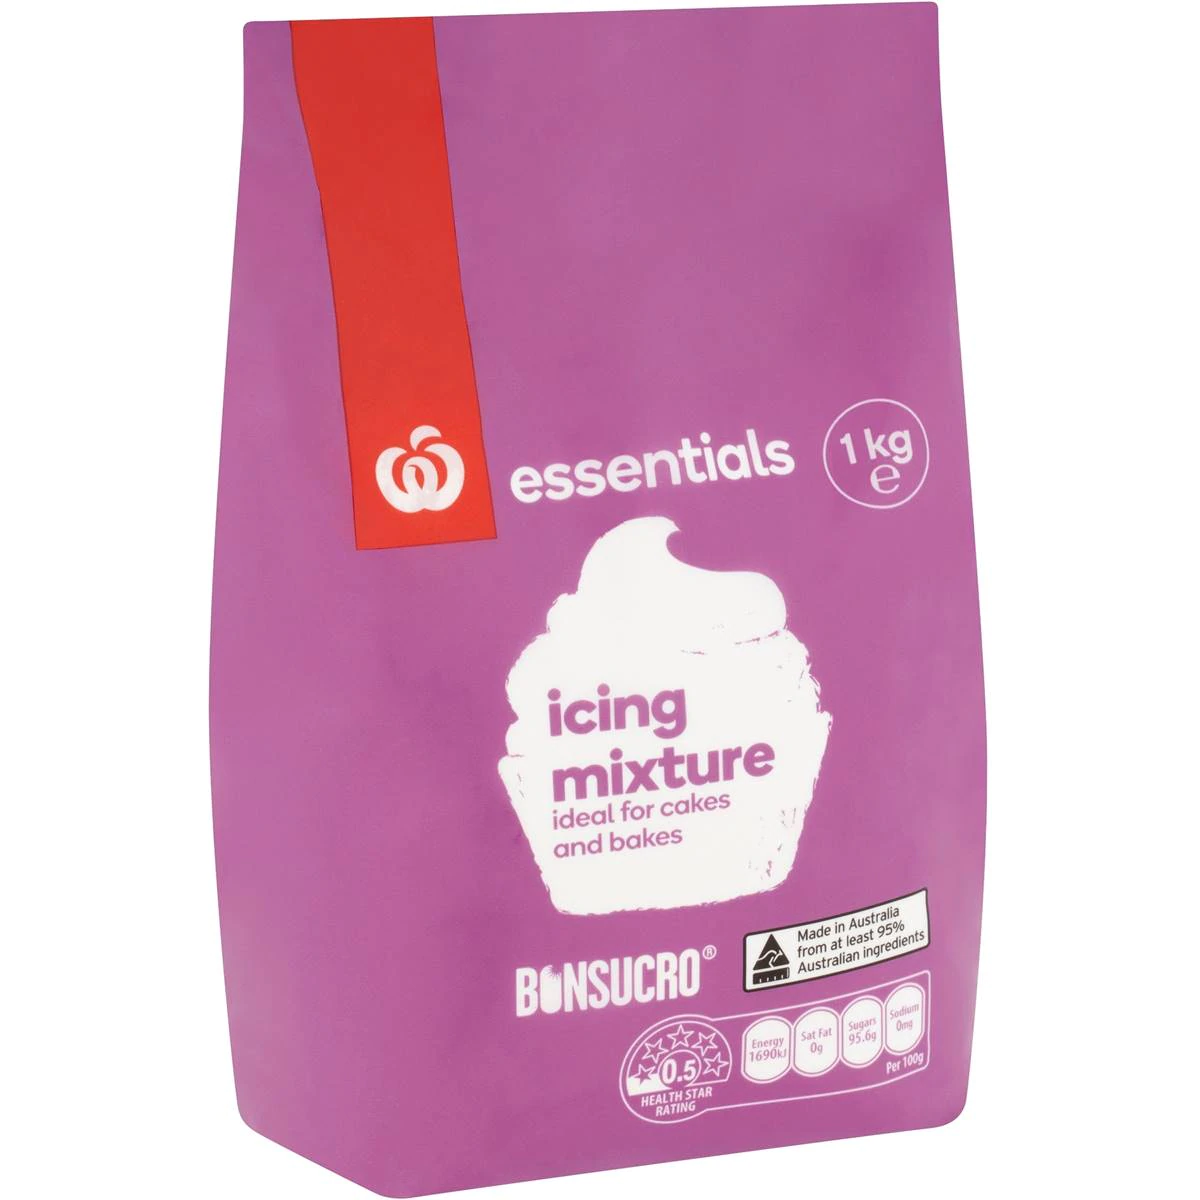 essentials
1 kg
e
icing
mixture
ideal for cakes
and bakes
BONSUCRO®
Made in Australia
from at least 95%
Australian ingredients
0.5
HEALTH STAR
RATING
Energy
1690kJ
Sat Fat
0g
Sugars
95.6g
Sodium
0mg
Per 100g